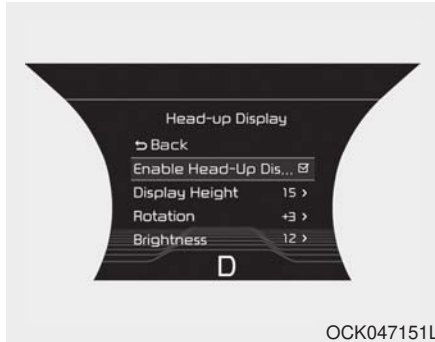 Head-up Display
Back
Enable Head-Up Dis...
Display Height 15 >
Rotation +3 >
Brightness 12 >
D
OCK047151L